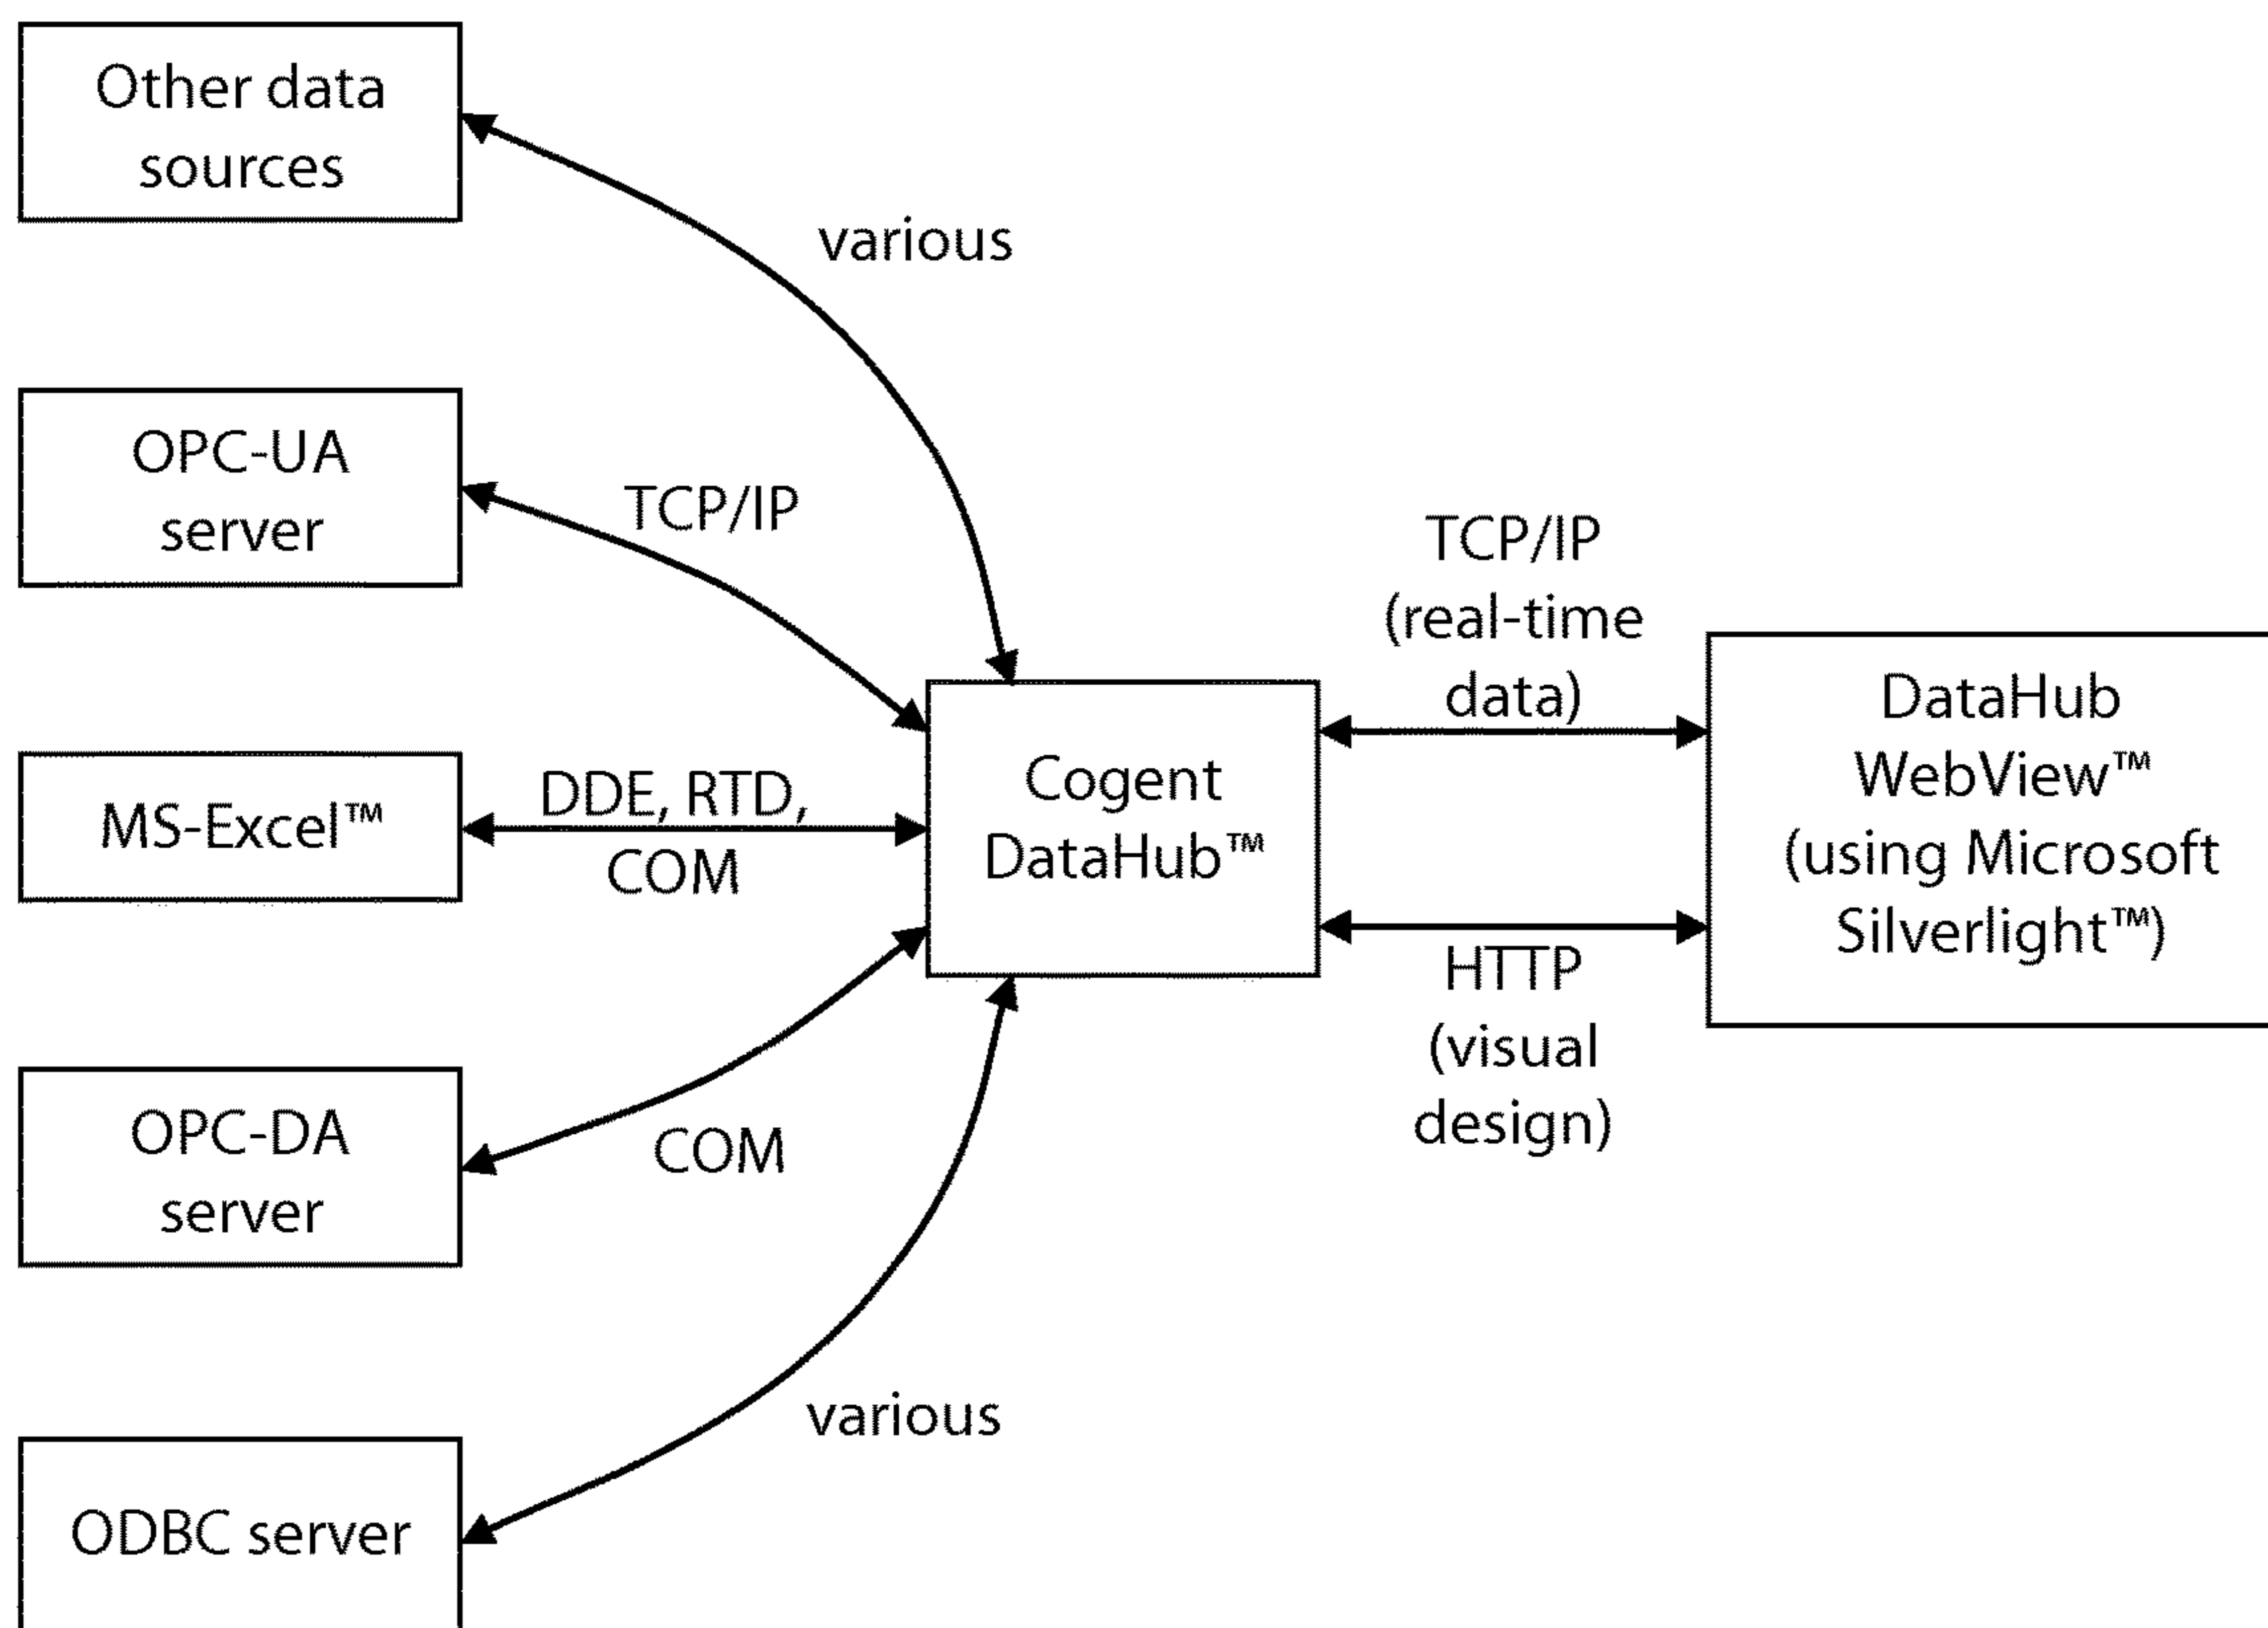 Other data
sources
various
OPC-UA
server
TCP/IP
MS-Excel™
DDE, RTD,
COM
OPC-DA
server
COM
ODBC server
various
Cogent
DataHub™
TCP/IP
(real-time
data)
HTTP
(visual
design)
DataHub
WebView™
(using Microsoft
Silverlight™)